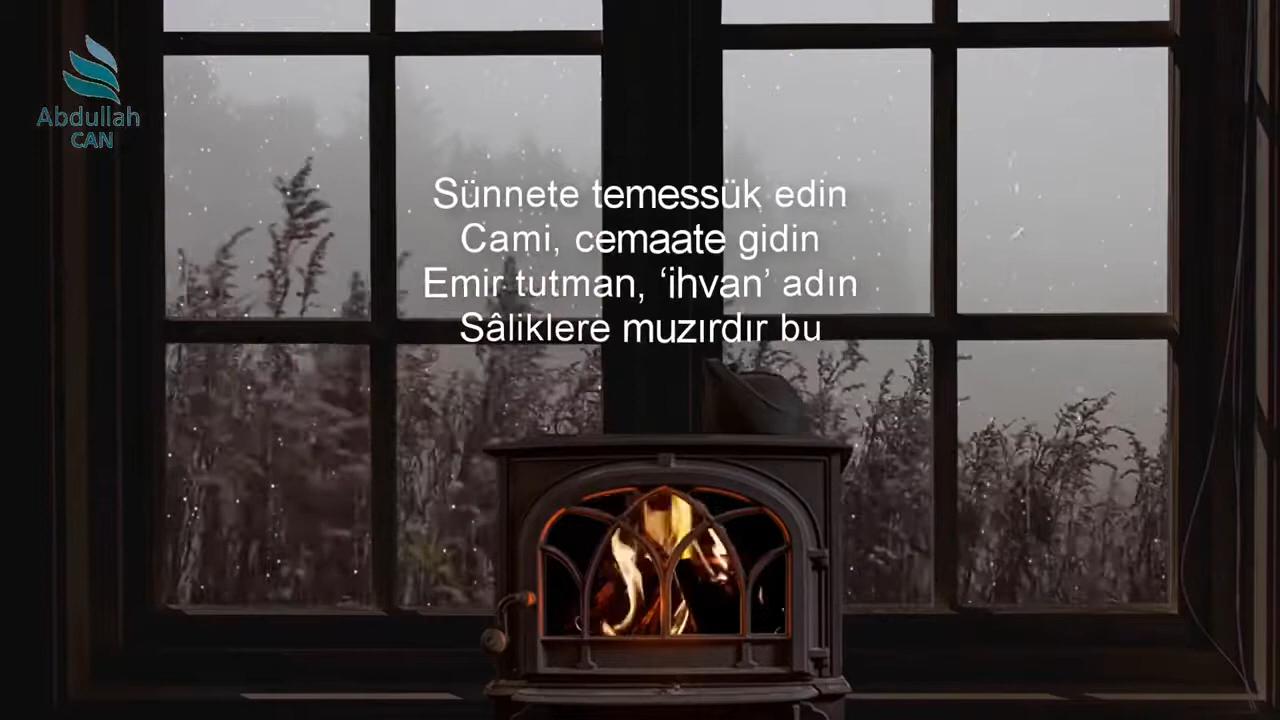 Abdullah
CAN
Sünnete temessük edin
Cami, cemaate gidin
Emir tutman, ‘ihvan’ adın
Sâliklere muzırdır bu